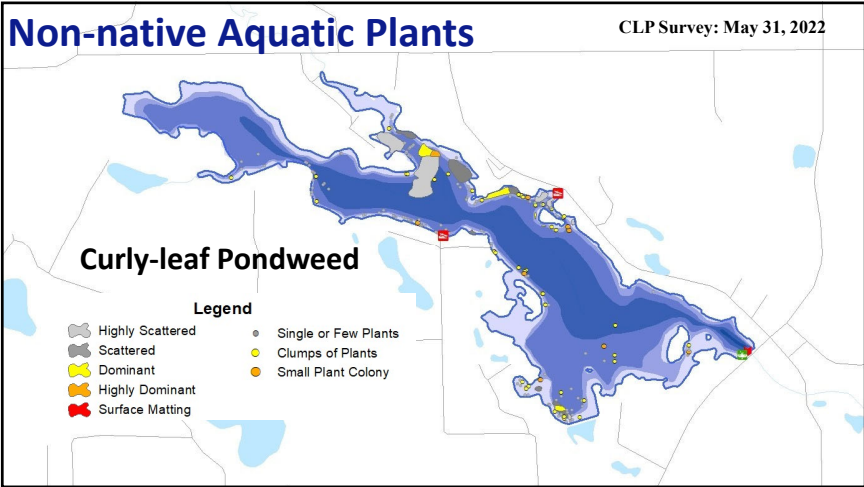 Non-native Aquatic Plants
CLP Survey: May 31, 2022
Curly-leaf Pondweed
Legend
Highly Scattered
Scattered
Dominant
Highly Dominant
Surface Matting
Single or Few Plants
Clumps of Plants
Small Plant Colony